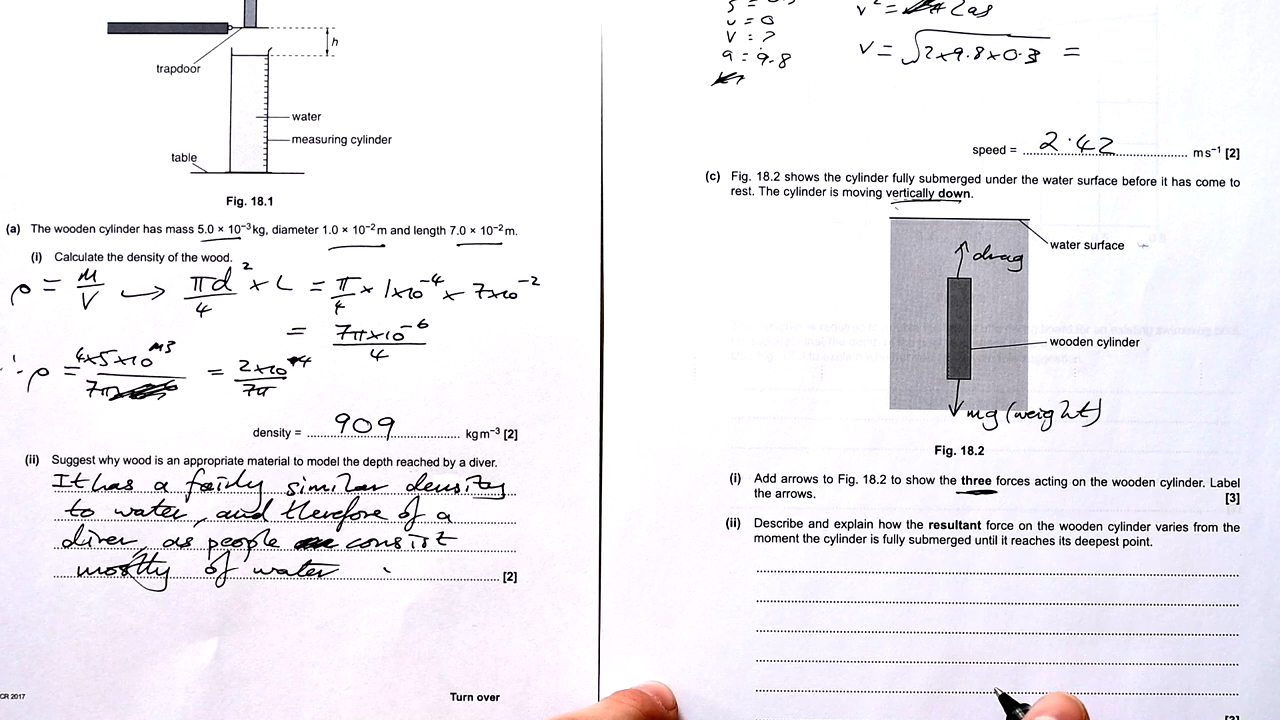 h
trapdoor
water
measuring cylinder
table
Fig. 18.1
(a) The wooden cylinder has mass 5.0 × 10⁻³ kg, diameter 1.0 × 10⁻² m and length 7.0 × 10⁻² m.
(i) Calculate the density of the wood.
ρ = M/V → πd²/4 × L = π/4 × 1×10⁻⁴ × 7×10⁻²
= 7π×10⁻⁶/4
∴ ρ = 4×5×10³/7π = 2×10⁴/7π
909
density = kg m⁻³ [2]
(ii) Suggest why wood is an appropriate material to model the depth reached by a diver.
It has a fairly similar density
to water, and therefore of a
diver, as people consist
mostly of water
[2]
CR 2017
Turn over
u = 0
V = ?
a = 9.8
v² = 2as
V = √2×9.8×0.3 =
speed = 2.42 m s⁻¹ [2]
(c) Fig. 18.2 shows the cylinder fully submerged under the water surface before it has come to
rest. The cylinder is moving vertically down.
water surface
drag
wooden cylinder
mg (weight)
Fig. 18.2
(i) Add arrows to Fig. 18.2 to show the three forces acting on the wooden cylinder. Label
the arrows.
[3]
(ii) Describe and explain how the resultant force on the wooden cylinder varies from the
moment the cylinder is fully submerged until it reaches its deepest point.